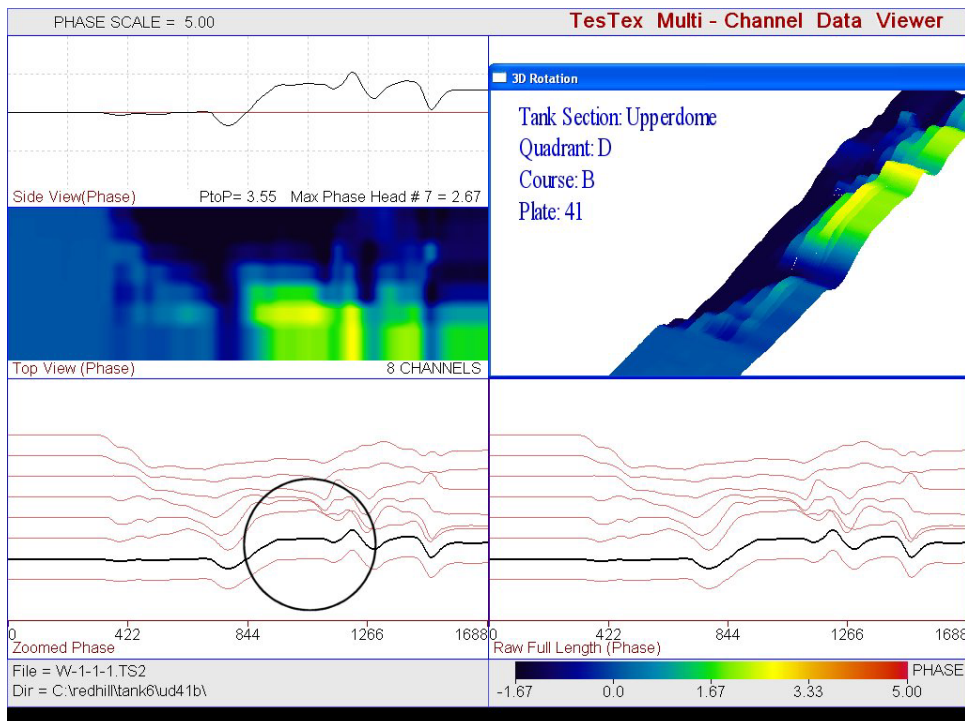 PHASE SCALE = 5.00
TesTex Multi - Channel Data Viewer
Side View(Phase) PtoP= 3.55 Max Phase Head # 7 = 2.67
3D Rotation
Tank Section: Upperdome
Quadrant: D
Course: B
Plate: 41
Top View (Phase) 8 CHANNELS
0 422 844 1266 1688
Zoomed Phase
0 422 844 1266 1688
Raw Full Length (Phase)
File = W-1-1-1.TS2
Dir = C:\redhill\tank6\ud41b\
PHASE
-1.67 0.0 1.67 3.33 5.00